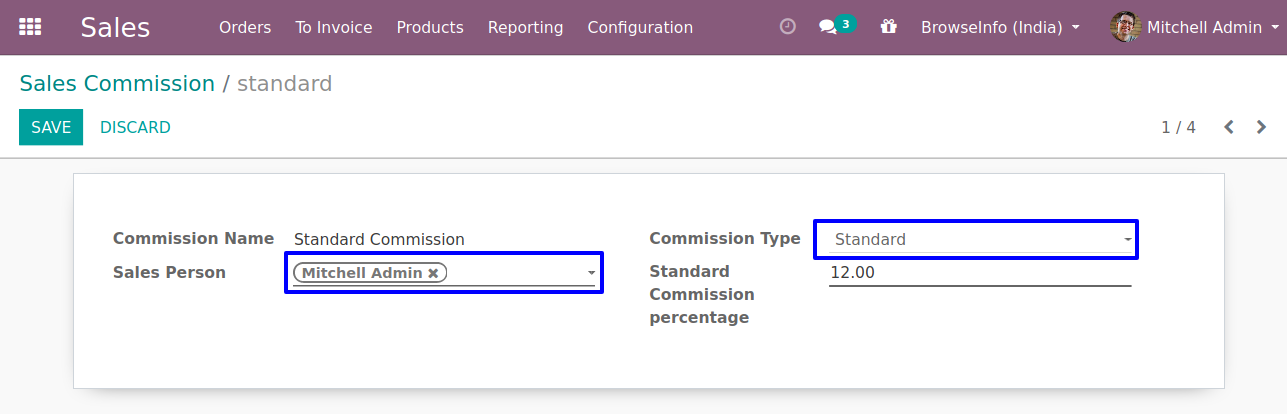 Sales Orders To Invoice Products Reporting Configuration 3 BrowseInfo (India) Mitchell Admin
Sales Commission / standard
SAVE DISCARD 1 / 4
Commission Name Standard Commission Commission Type Standard
Sales Person Mitchell Admin ✖ Standard 12.00
Commission
percentage